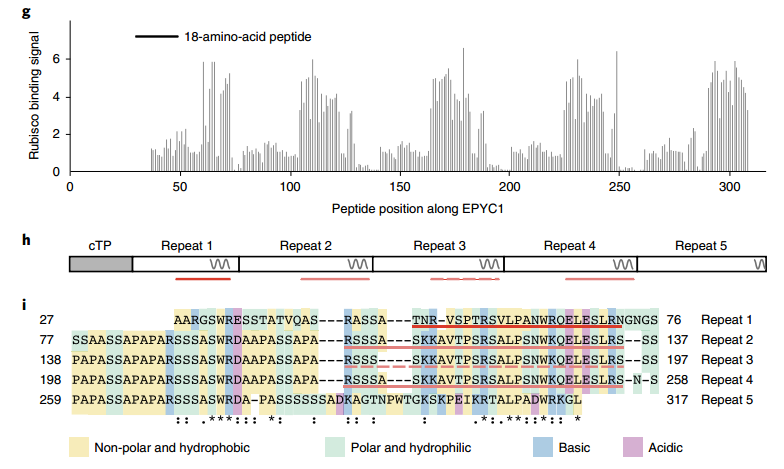 g
18-amino-acid peptide
Rubisco binding signal
6
4
2
0
0 50 100 150 200 250 300
Peptide position along EPYC1
h
cTP Repeat 1 Repeat 2 Repeat 3 Repeat 4 Repeat 5
i
27 AARGSWRESSTATVQAS---RASSA---TNR-VSPTRSVLPANWRQELESLRNGNGS 76 Repeat 1
77 SSAASSAPAPARSSSASWRDAAPASSAPA---RSSSS---SKKAVTPSRSALPSNWKQELESLRS--SS 137 Repeat 2
138 PAPASSAPAPARSSSASWRDAAPASSAPA---RSSS----SKKAVTPSRSALPSNWKQELESLRS--SS 197 Repeat 3
198 PAPASSAPAPARSSSASWRDAAPASSAPA---RSSSA---SKKAVTPSRSALPSNWKQELESLRS-N-S 258 Repeat 4
259 PAPASSAPAPARSSSASWRDA-PASSSSSSADKAGTNPWTGKSKPEIKRTALPADWRKGL 317 Repeat 5
::.***::: *: . : : .**:.:**:**.: *
Non-polar and hydrophobic Polar and hydrophilic Basic Acidic